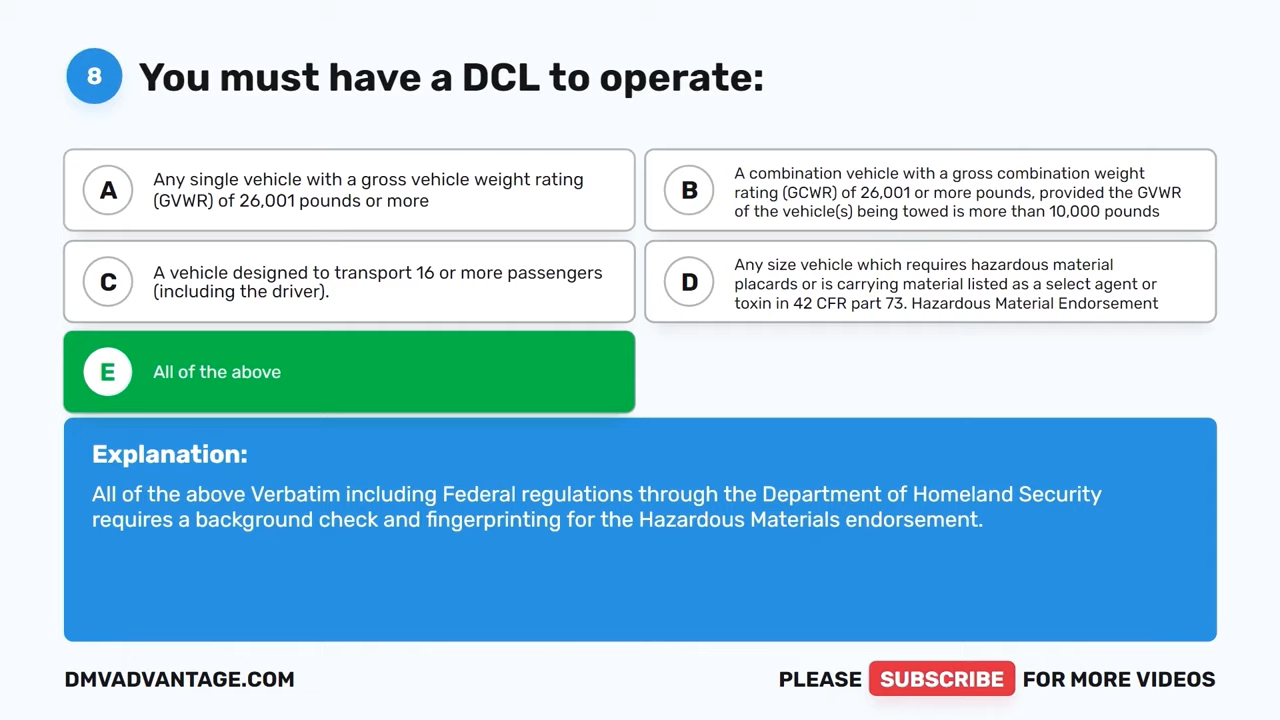 8 You must have a DCL to operate:
A Any single vehicle with a gross vehicle weight rating
(GVWR) of 26,001 pounds or more
B A combination vehicle with a gross combination weight
rating (GCWR) of 26,001 or more pounds, provided the GVWR
of the vehicle(s) being towed is more than 10,000 pounds
C A vehicle designed to transport 16 or more passengers
(including the driver).
D Any size vehicle which requires hazardous material
placards or is carrying material listed as a select agent or
toxin in 42 CFR part 73. Hazardous Material Endorsement
E All of the above
Explanation:
All of the above Verbatim including Federal regulations through the Department of Homeland Security
requires a background check and fingerprinting for the Hazardous Materials endorsement.
DMVADVANTAGE.COM
PLEASE SUBSCRIBE FOR MORE VIDEOS